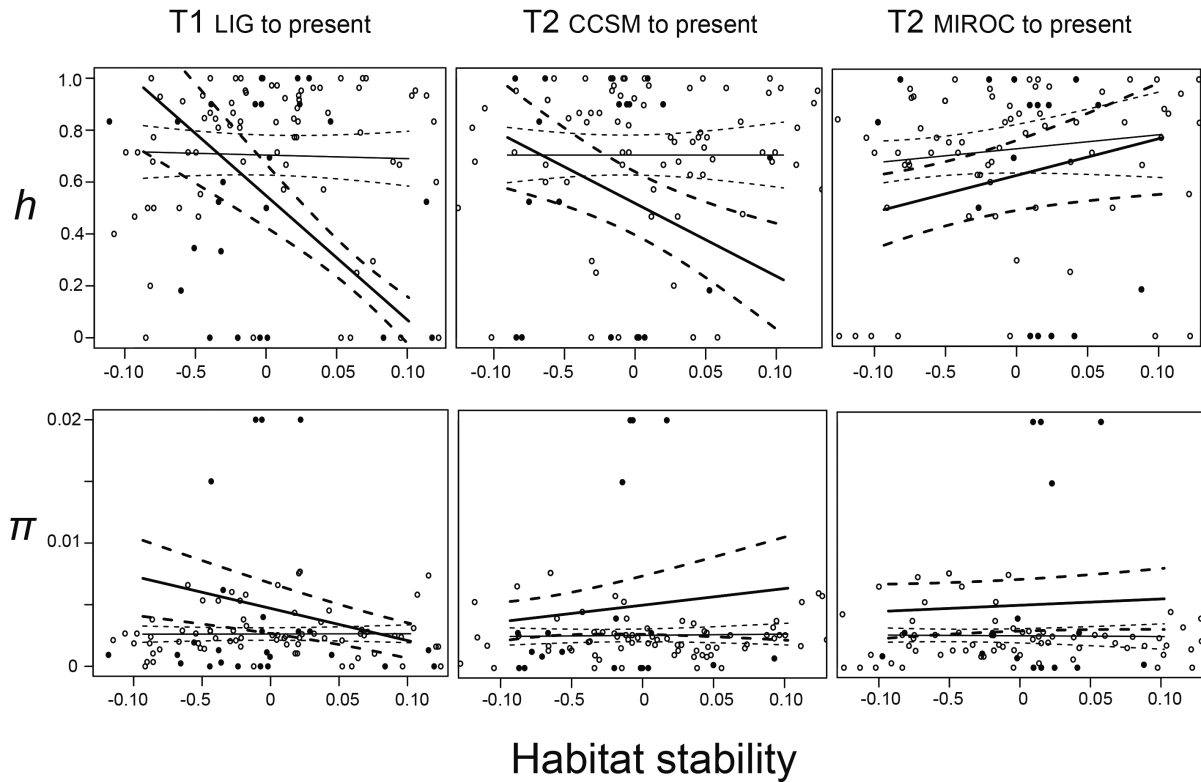 T1 LIG to present
T2 CCSM to present
T2 MIROC to present
h
1.0
0.8
0.6
0.4
0.2
0
-0.10 -0.5 0 0.05 0.10
-0.10 -0.5 0 0.05 0.10
-0.10 -0.5 0 0.05 0.10
π
0.02
0.01
0
-0.10 -0.05 0 0.05 0.10
-0.10 -0.05 0 0.05 0.10
-0.10 -0.05 0 0.05 0.10
Habitat stability